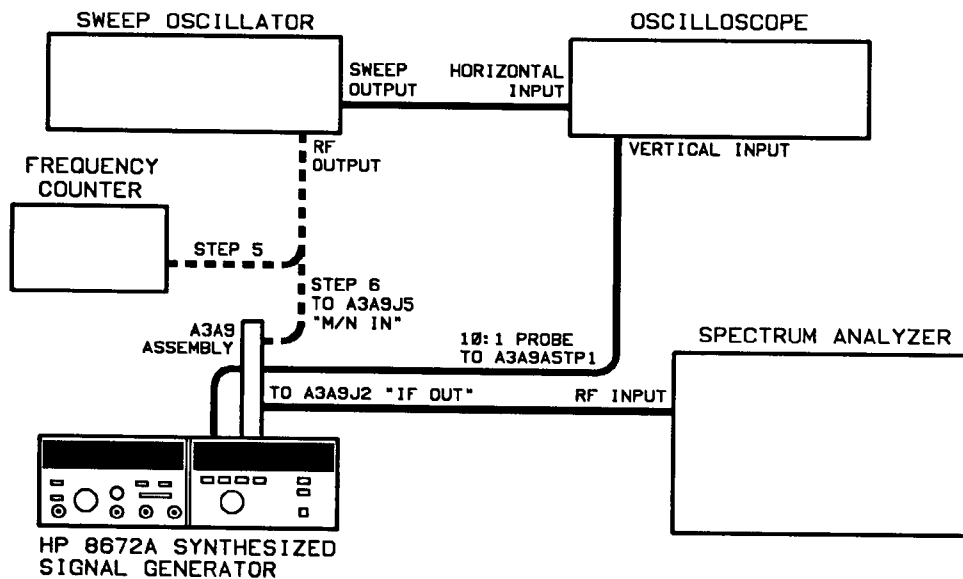 SWEEP OSCILLATOR
OSCILLOSCOPE
SWEEP
OUTPUT
HORIZONTAL
INPUT
RF
OUTPUT
VERTICAL INPUT
FREQUENCY
COUNTER
STEP 5
STEP 6
TO A3A9J5
"M/N IN"
A3A9
ASSEMBLY
10:1 PROBE
TO A3A9A5TP1
SPECTRUM ANALYZER
TO A3A9J2 "IF OUT"
RF INPUT
HP 8672A SYNTHESIZED
SIGNAL GENERATOR